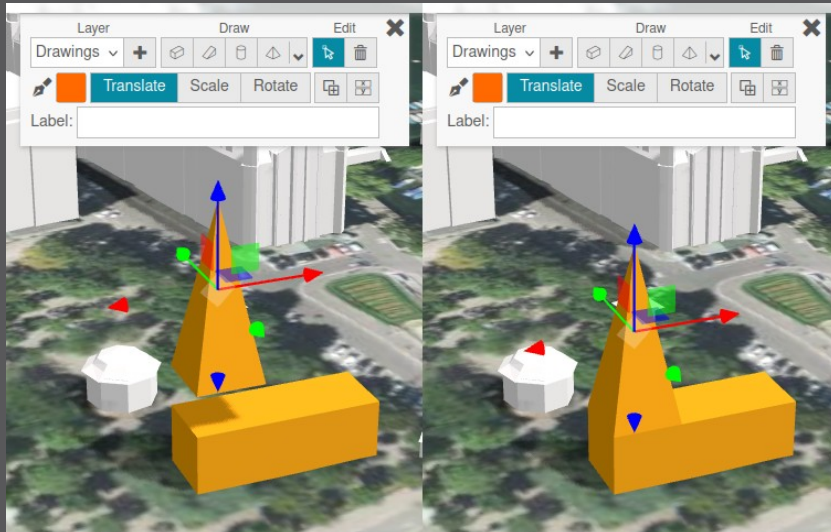 Layer Draw Edit
Drawings
Translate Scale Rotate
Label:
Layer Draw Edit
Drawings
Translate Scale Rotate
Label: